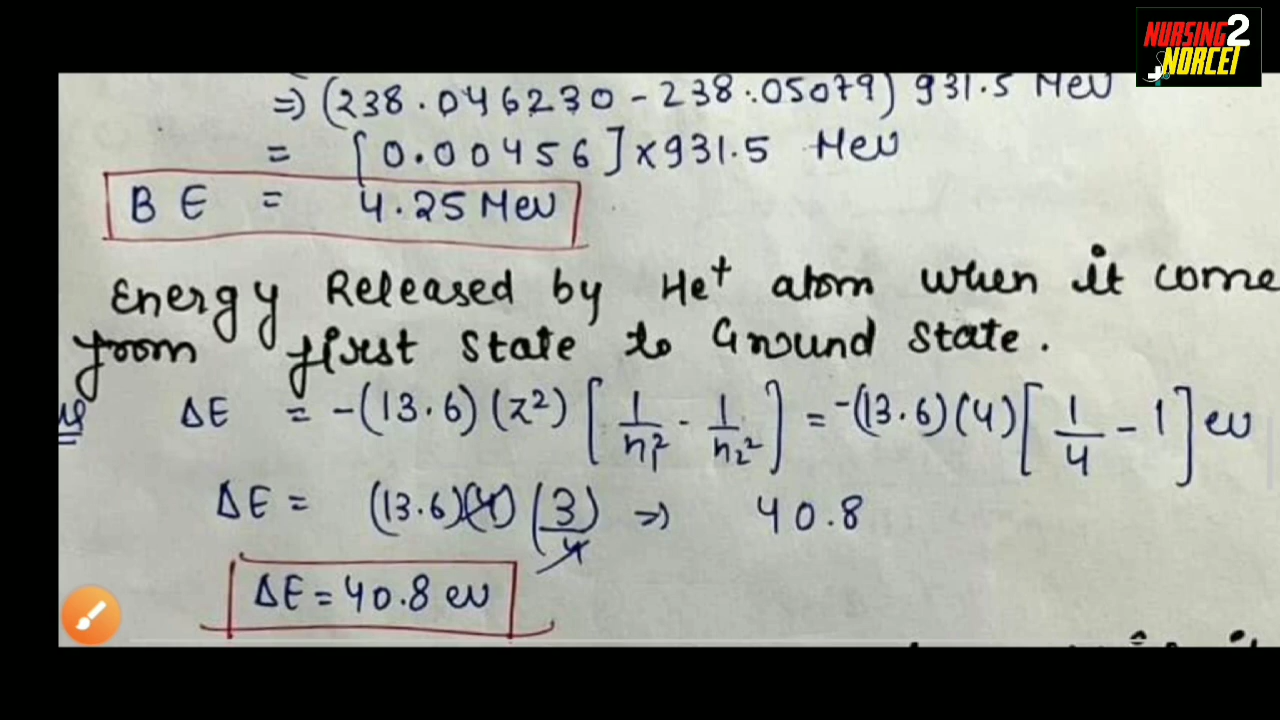 NURSING 2
NORCET
⇒ (238.046230 - 238.05079) 931.5 Mev
= [0.00456] × 931.5 Mev
BE = 4.25 Mev
Energy Released by He⁺ atom when it come
from first state to Ground state.
ΔE = -(13.6)(z²) [1/n₁² - 1/n₂²] = -(13.6)(4) [1/4 - 1] ev
ΔE = (13.6)(4) (3/4) ⇒ 40.8
ΔE = 40.8 ev